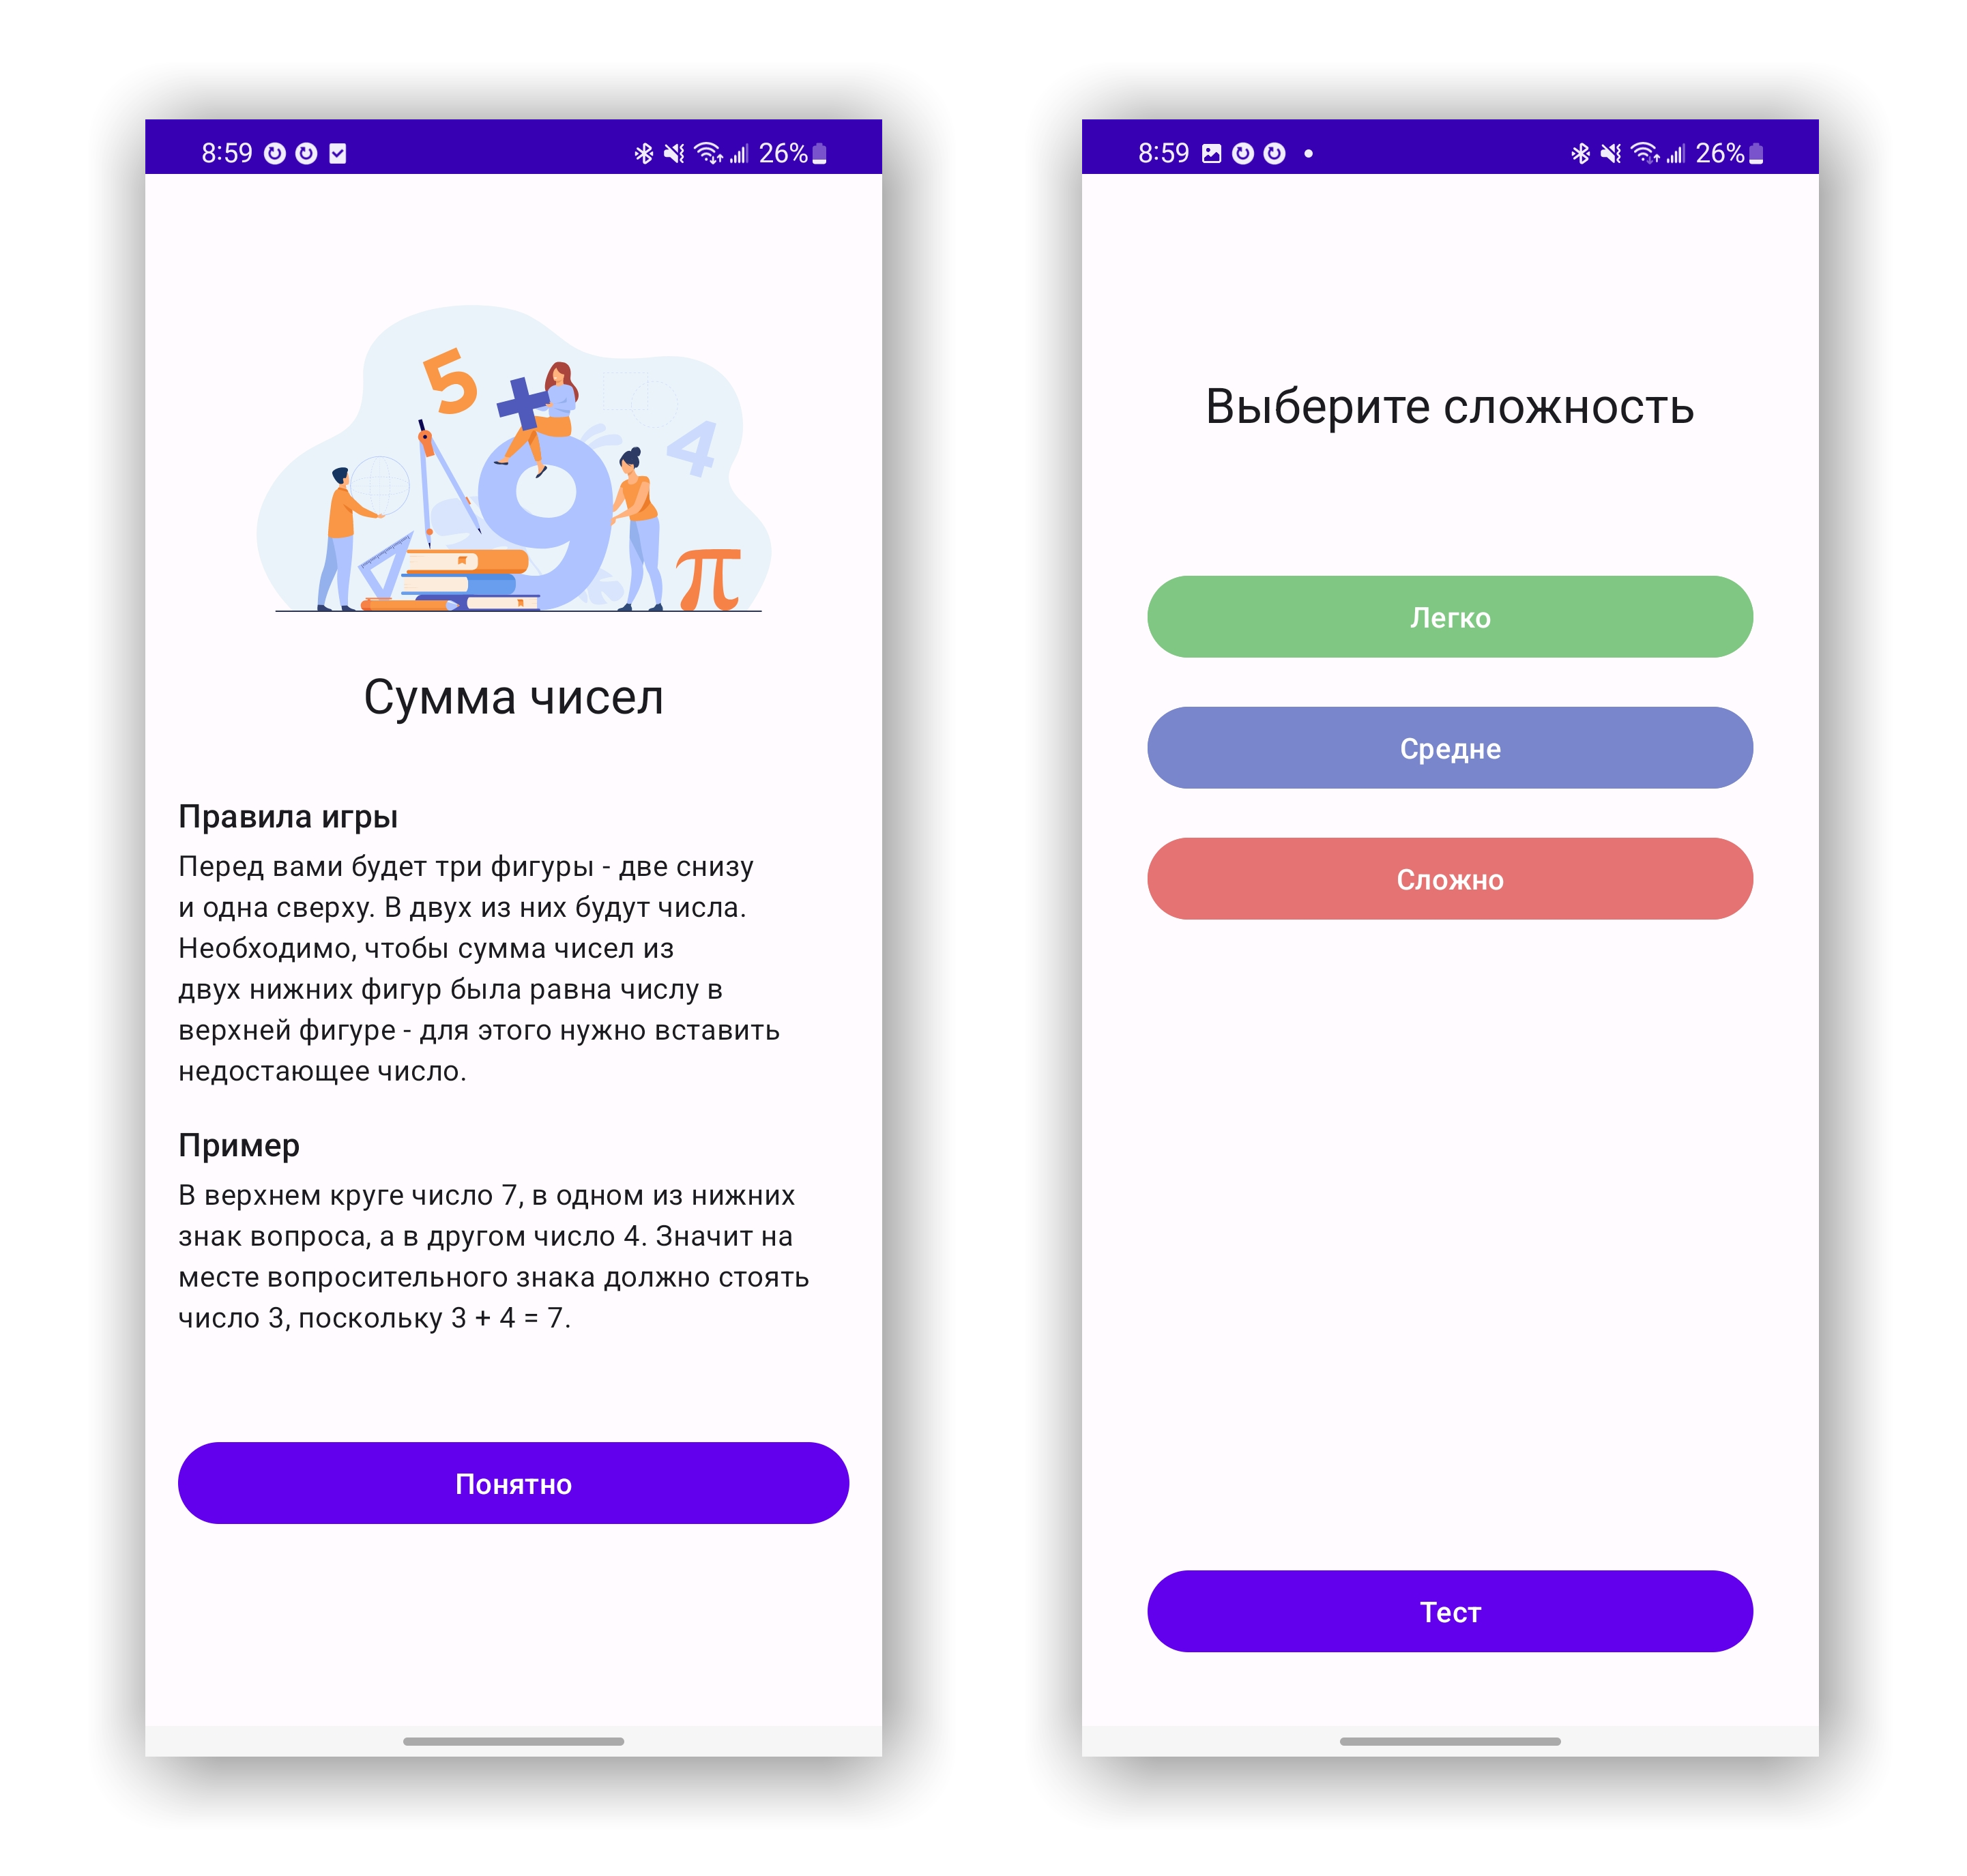 8:59
26%
5
+
9
4
π
Сумма чисел
Правила игры
Перед вами будет три фигуры - две снизу
и одна сверху. В двух из них будут числа.
Необходимо, чтобы сумма чисел из
двух нижних фигур была равна числу в
верхней фигуре - для этого нужно вставить
недостающее число.
Пример
В верхнем круге число 7, в одном из нижних
знак вопроса, а в другом число 4. Значит на
месте вопросительного знака должно стоять
число 3, поскольку 3 + 4 = 7.
Понятно
8:59
26%
Выберите сложность
Легко
Средне
Сложно
Тест